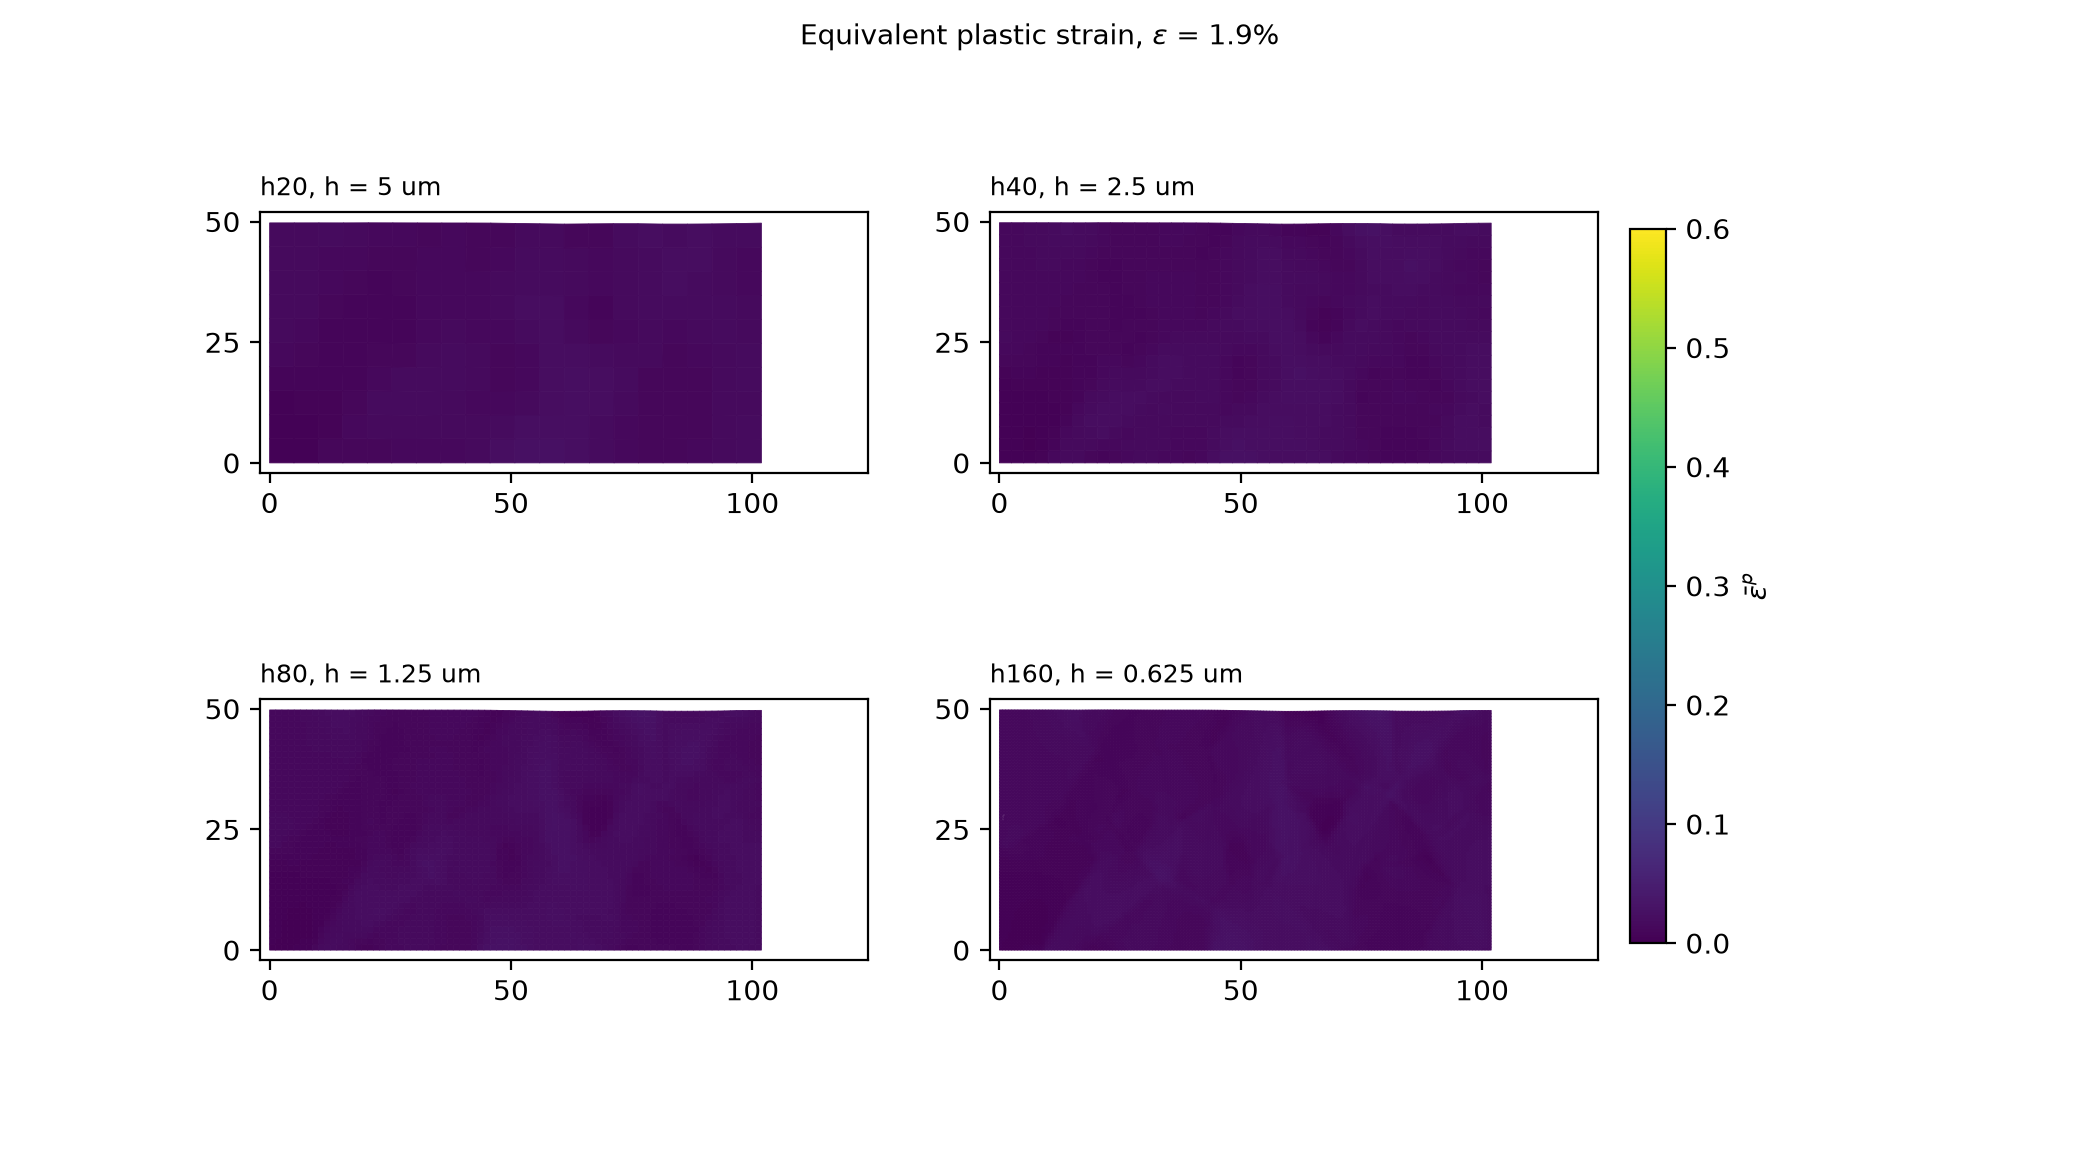 Equivalent plastic strain, ε = 1.9%
h20, h = 5 um
50
25
0
0 50 100
h40, h = 2.5 um
50
25
0
0 50 100
h80, h = 1.25 um
50
25
0
0 50 100
h160, h = 0.625 um
50
25
0
0 50 100
0.6
0.5
0.4
0.3
0.2
0.1
0.0
ε̄ᵖ